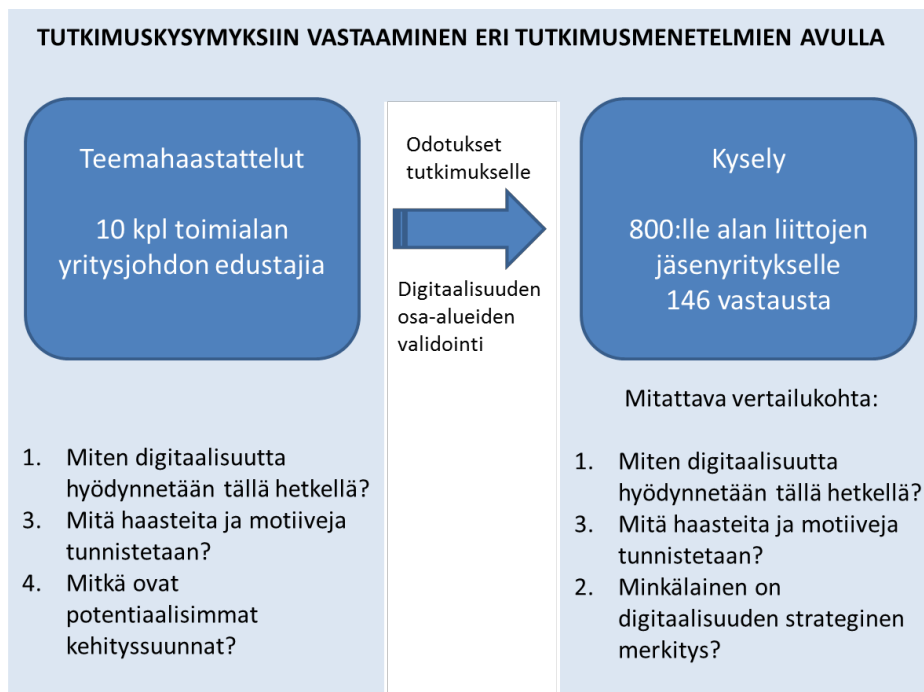 TUTKIMUSKYSYMYKSIIN VASTAAMINEN ERI TUTKIMUSMENETELMIEN AVULLA
Teemahaastattelut
10 kpl toimialan
yritysjohdon edustajia
Odotukset
tutkimukselle
Digitaalisuuden
osa-alueiden
validointi
Kysely
800:lle alan liittojen
jäsenyritykselle
146 vastausta
1. Miten digitaalisuutta
hyödynnetään tällä hetkellä?
3. Mitä haasteita ja motiiveja
tunnistetaan?
4. Mitkä ovat
potentiaalisimmat
kehityssuunnat?
Mitattava vertailukohta:
1. Miten digitaalisuutta
hyödynnetään tällä hetkellä?
3. Mitä haasteita ja motiiveja
tunnistetaan?
2. Minkälainen on
digitaalisuuden strateginen
merkitys?